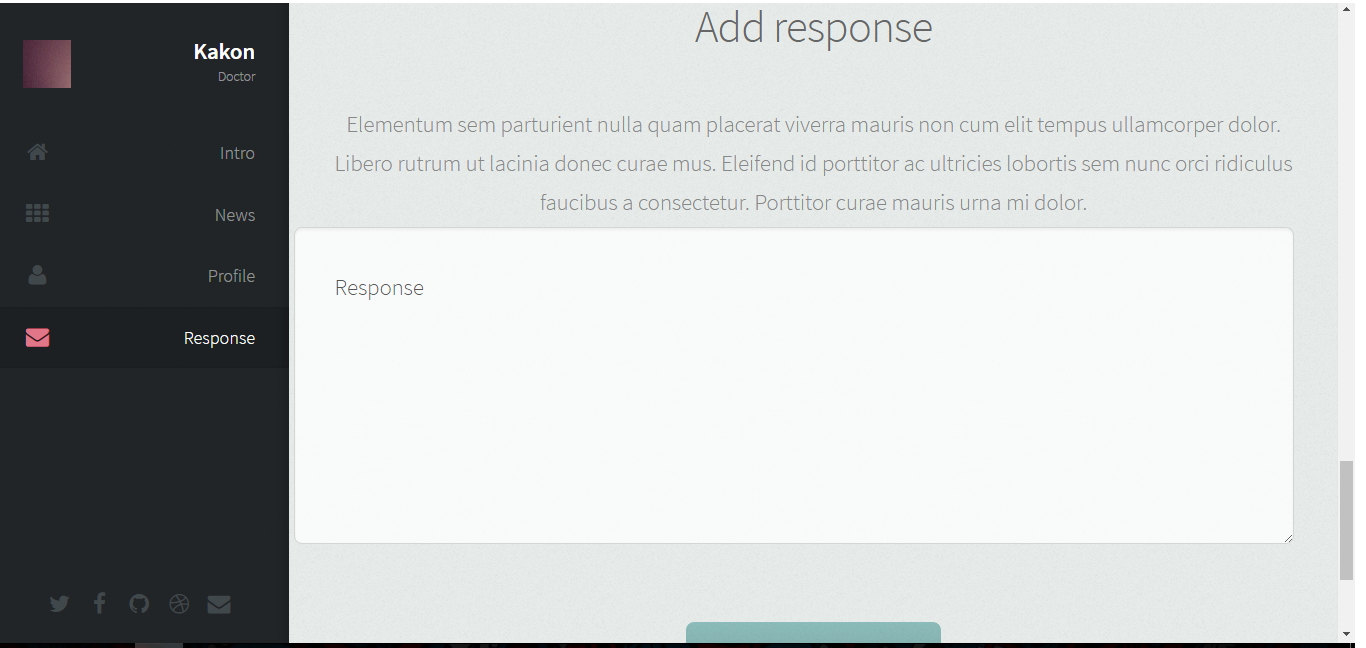 Kakon
Doctor
Intro
News
Profile
Response
Add response
Elementum sem parturient nulla quam placerat viverra mauris non cum elit tempus ullamcorper dolor.
Libero rutrum ut lacinia donec curae mus. Eleifend id porttitor ac ultricies lobortis sem nunc orci ridiculus
faucibus a consectetur. Porttitor curae mauris urna mi dolor.
Response